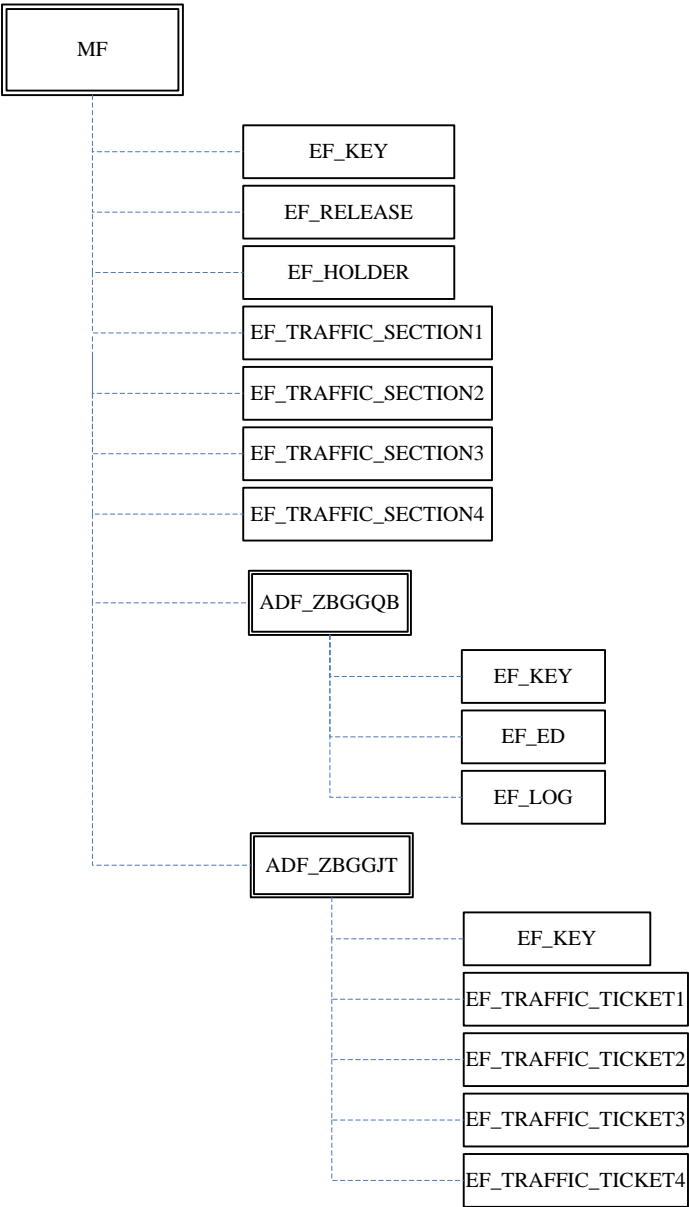 MF
EF_KEY
EF_RELEASE
EF_HOLDER
EF_TRAFFIC_SECTION1
EF_TRAFFIC_SECTION2
EF_TRAFFIC_SECTION3
EF_TRAFFIC_SECTION4
ADF_ZBGGQB
EF_KEY
EF_ED
EF_LOG
ADF_ZBGGJT
EF_KEY
EF_TRAFFIC_TICKET1
EF_TRAFFIC_TICKET2
EF_TRAFFIC_TICKET3
EF_TRAFFIC_TICKET4